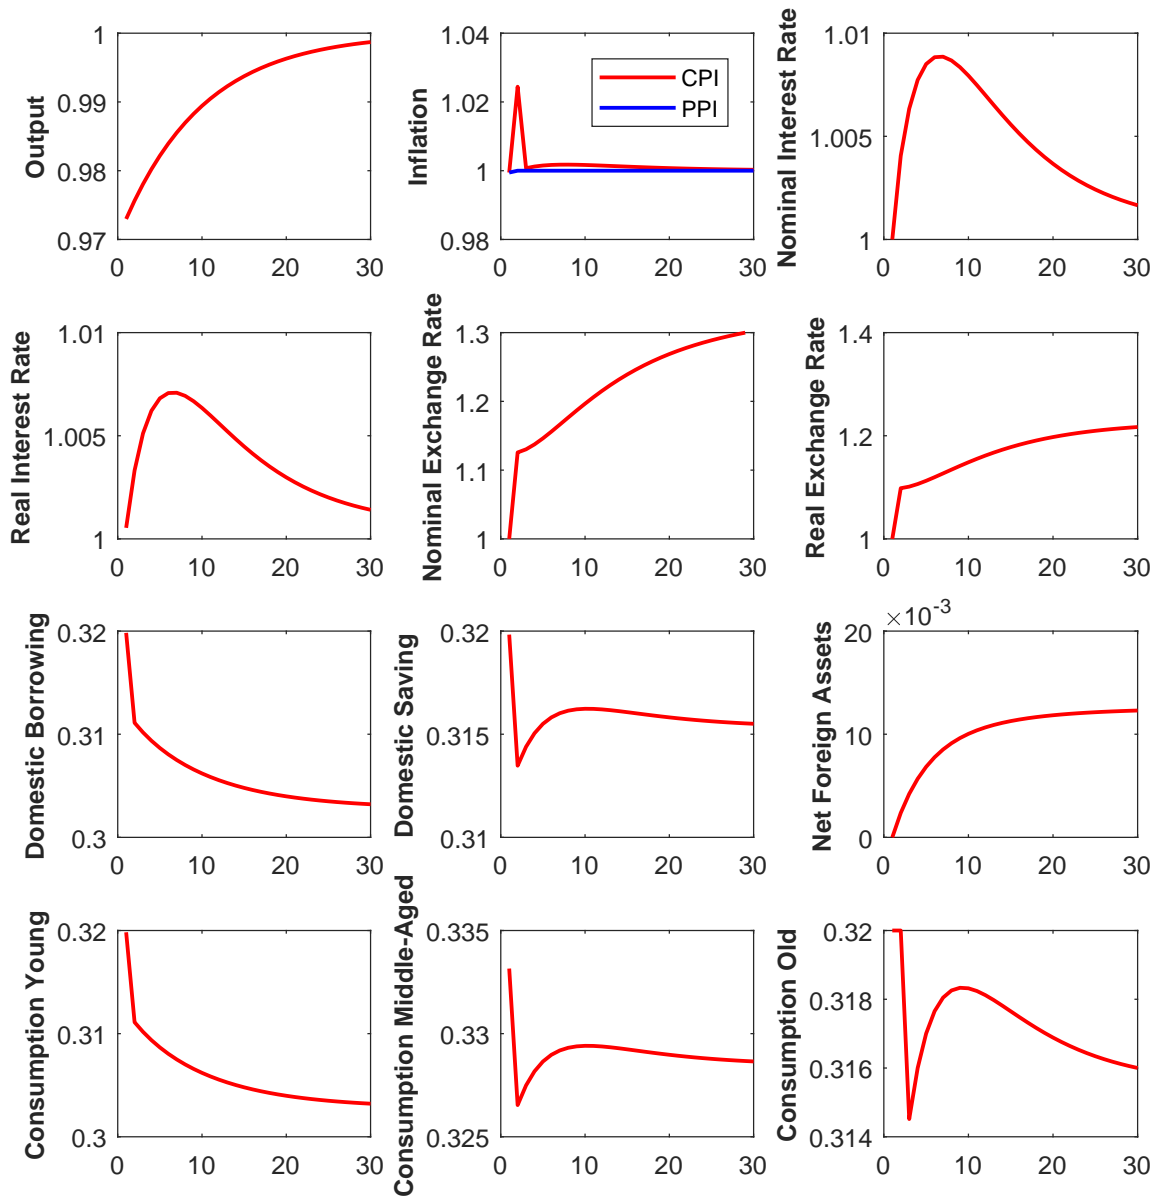 Output
1
0.99
0.98
0.97
0 10 20 30
Inflation
1.04
1.02
1
0.98
0 10 20 30
CPI
PPI
Nominal Interest Rate
1.01
1.005
1
0 10 20 30
Real Interest Rate
1.01
1.005
1
0 10 20 30
Nominal Exchange Rate
1.3
1.2
1.1
1
0 10 20 30
Real Exchange Rate
1.4
1.2
1
0 10 20 30
Domestic Borrowing
0.32
0.31
0.3
0 10 20 30
Domestic Saving
0.32
0.315
0.31
0 10 20 30
Net Foreign Assets
×10⁻³
20
10
0
0 10 20 30
Consumption Young
0.32
0.31
0.3
0 10 20 30
Consumption Middle-Aged
0.335
0.33
0.325
0 10 20 30
Consumption Old
0.32
0.318
0.316
0.314
0 10 20 30